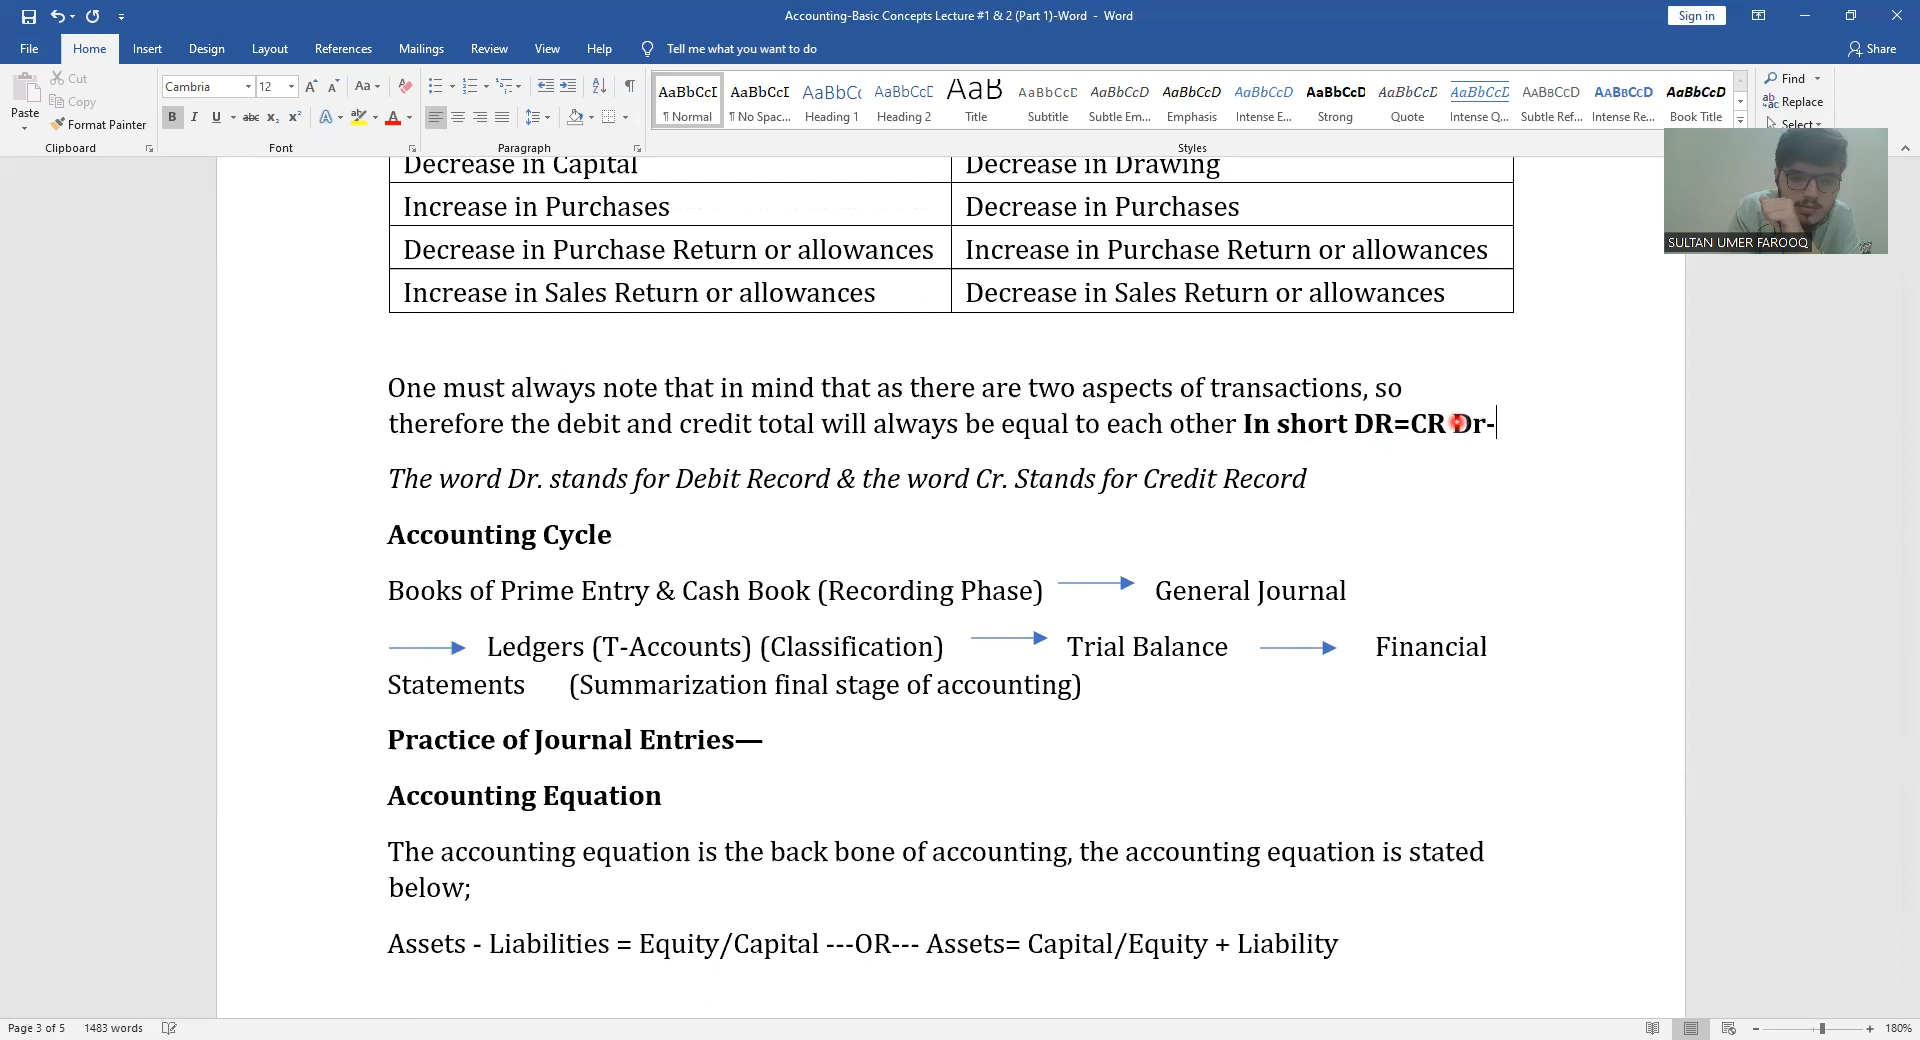 Accounting-Basic Concepts Lecture #1 & 2 (Part 1)-Word - Word
Sign in
File Home Insert Design Layout References Mailings Review View Help Tell me what you want to do
Share
Paste
Cut
Copy
Format Painter
Clipboard
Cambria 12
Font
Paragraph
AaBbCcI AaBbCcI AaBbC( AaBbCcE AaB AaBbCcD AaBbCcD AaBbCcD AaBbCcD AaBbCcD AaBbCcD AaBbCcD AaBbCcD AaBbCcD AaBbCcD
¶ Normal ¶ No Spac... Heading 1 Heading 2 Title Subtitle Subtle Em... Emphasis Intense E... Strong Quote Intense Q... Subtle Ref... Intense Re... Book Title
Styles
Find
Replace
Select
SULTAN UMER FAROOQ
Decrease in Capital Decrease in Drawing
Increase in Purchases Decrease in Purchases
Decrease in Purchase Return or allowances Increase in Purchase Return or allowances
Increase in Sales Return or allowances Decrease in Sales Return or allowances
One must always note that in mind that as there are two aspects of transactions, so
therefore the debit and credit total will always be equal to each other In short DR=CR Dr-
The word Dr. stands for Debit Record & the word Cr. Stands for Credit Record
Accounting Cycle
Books of Prime Entry & Cash Book (Recording Phase) General Journal
Ledgers (T-Accounts) (Classification) Trial Balance Financial
Statements (Summarization final stage of accounting)
Practice of Journal Entries—
Accounting Equation
The accounting equation is the back bone of accounting, the accounting equation is stated
below;
Assets - Liabilities = Equity/Capital ---OR--- Assets= Capital/Equity + Liability
Page 3 of 5 1483 words
180%